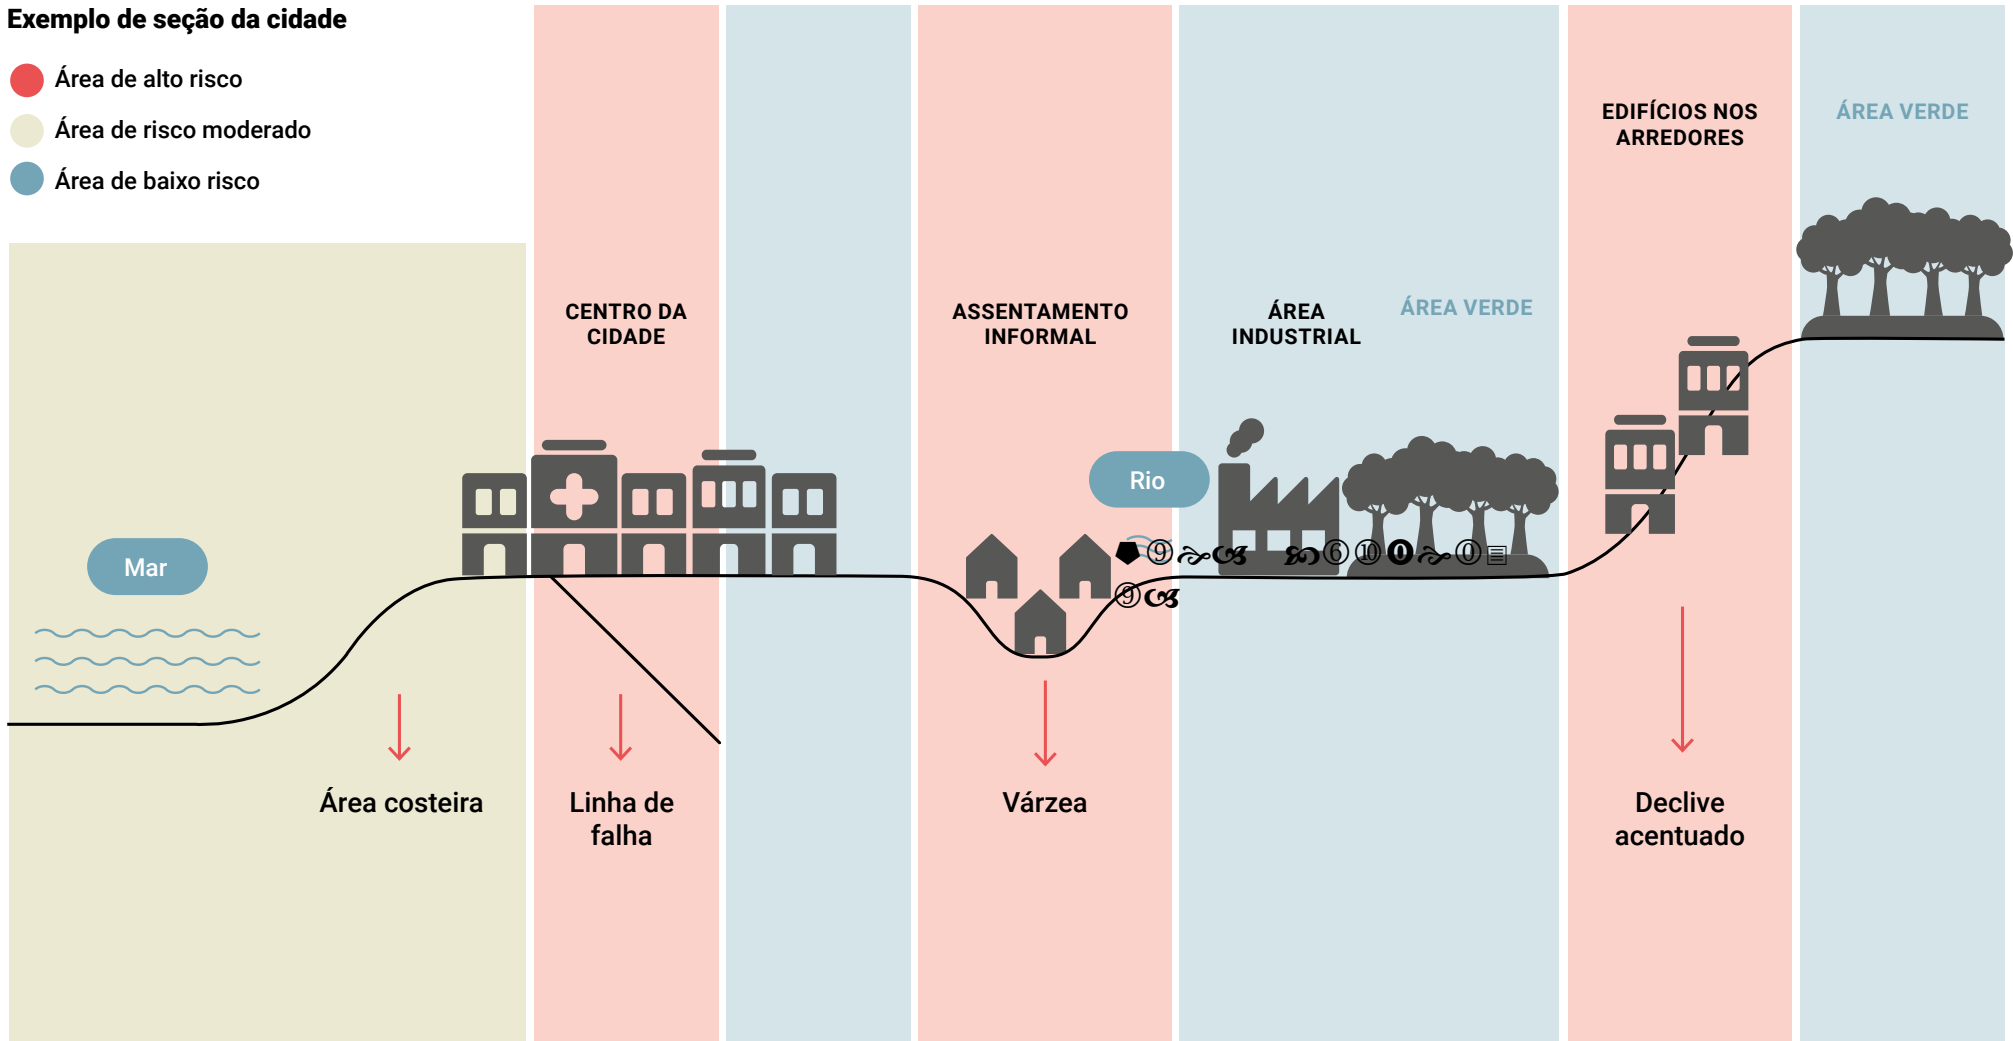 Exemplo de seção da cidade
Área de alto risco
Área de risco moderado
Área de baixo risco
CENTRO DA
CIDADE
ASSENTAMENTO
INFORMAL
ÁREA
INDUSTRIAL
ÁREA VERDE
EDIFÍCIOS NOS
ARREDORES
ÁREA VERDE
Mar
Rio
Área costeira
Linha de
falha
Várzea
Declive
acentuado